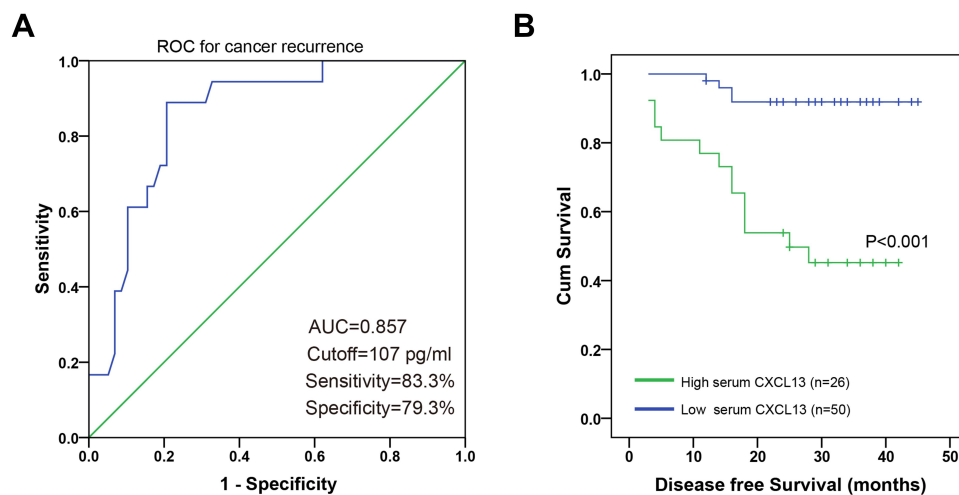 A
ROC for cancer recurrence
1.0
0.8
0.6
0.4
0.2
0.0
Sensitivity
AUC=0.857
Cutoff=107 pg/ml
Sensitivity=83.3%
Specificity=79.3%
0.0 0.2 0.4 0.6 0.8 1.0
1 - Specificity
B
1.0
0.8
0.6
0.4
0.2
0.0
Cum Survival
P<0.001
High serum CXCL13 (n=26)
Low serum CXCL13 (n=50)
0 10 20 30 40 50
Disease free Survival (months)